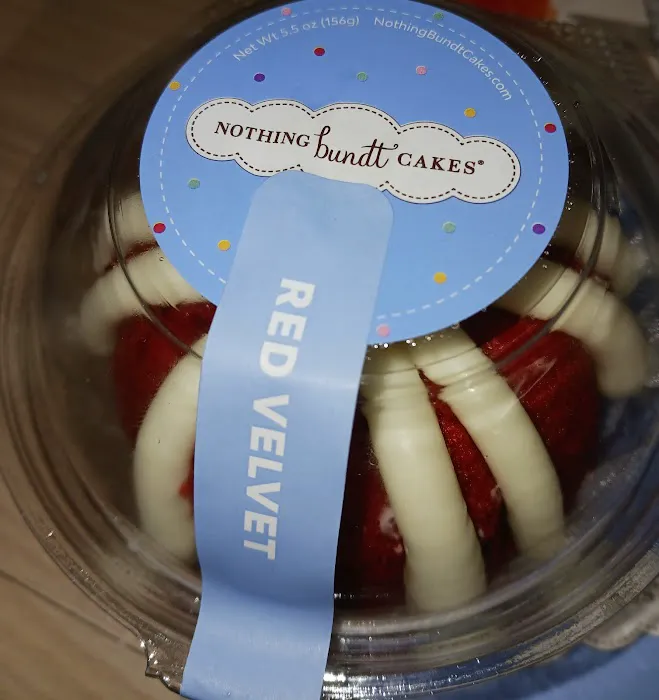 Net Wt 5.5 oz (156g) NothingBundtCakes.com
NOTHING bundt CAKES®
RED VELVET